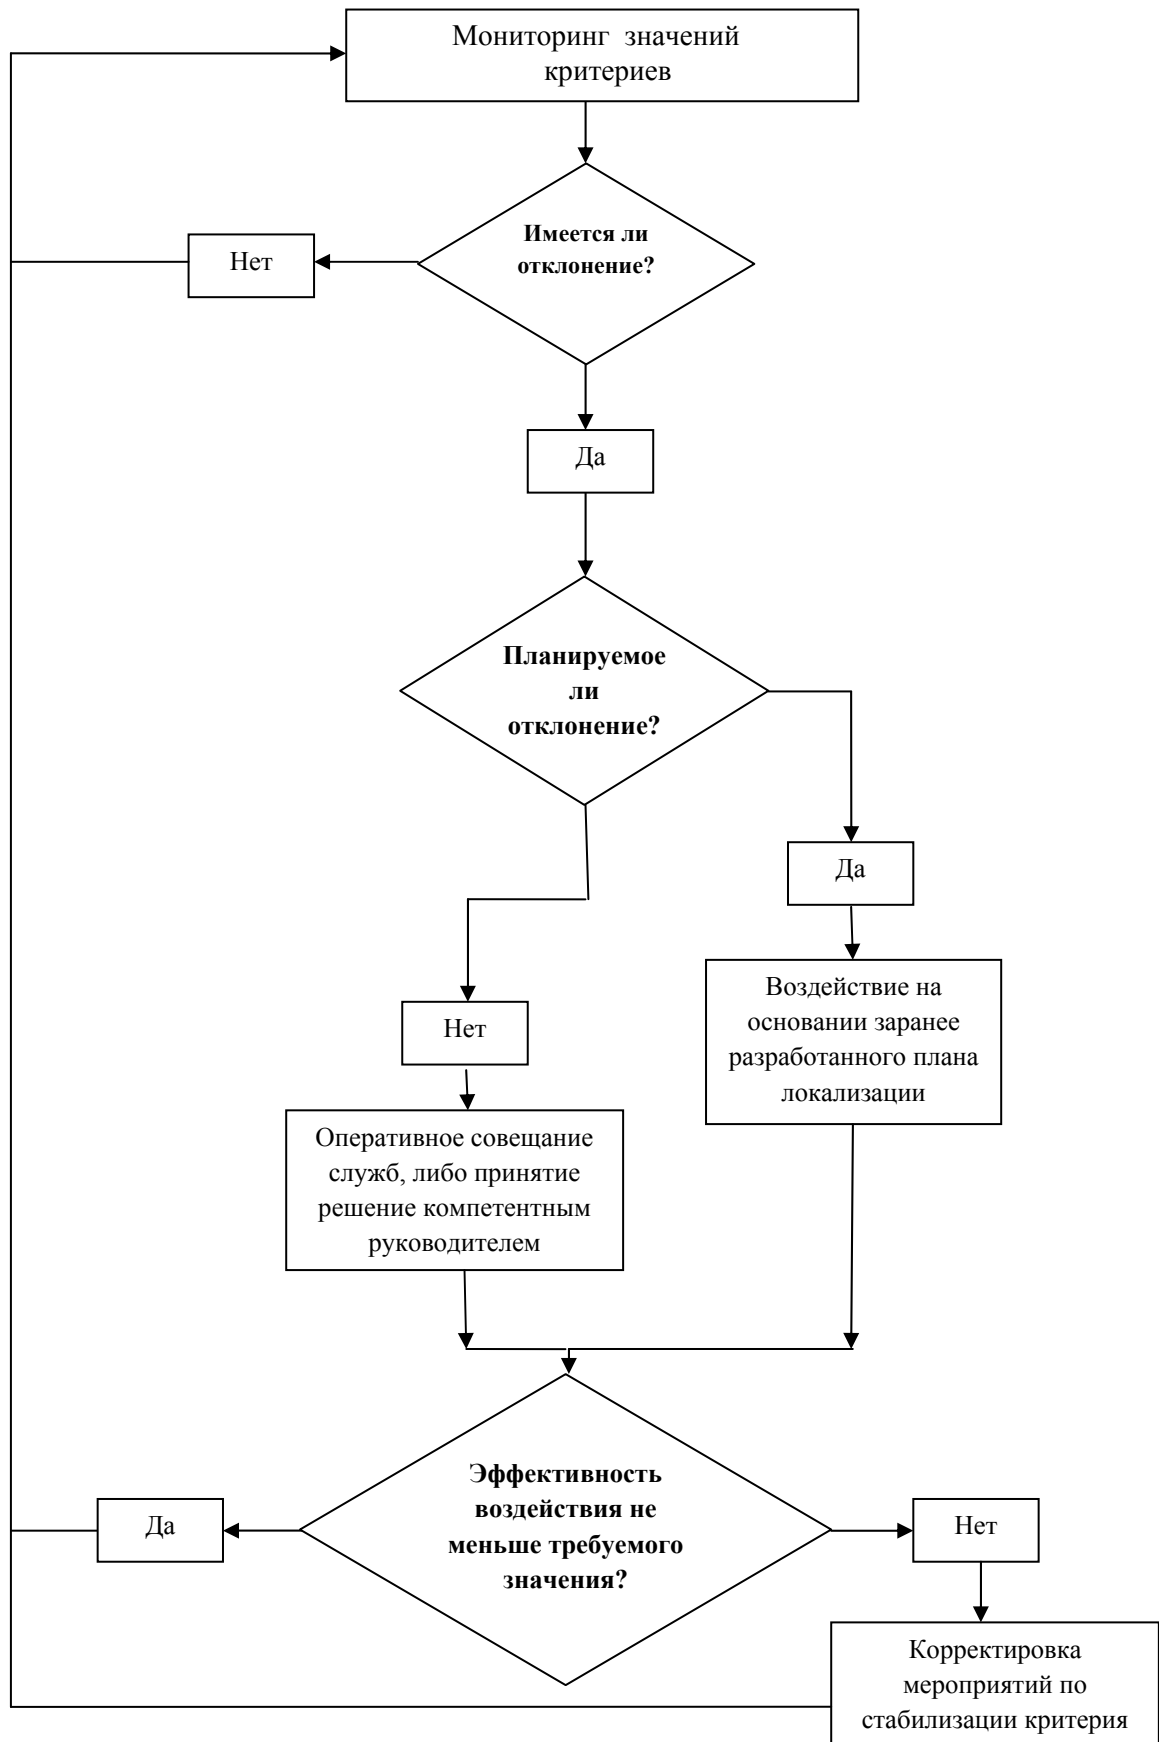 Мониторинг значений
критериев
Имеется ли
отклонение?
Нет
Да
Планируемое
ли
отклонение?
Да
Нет
Воздействие на
основании заранее
разработанного плана
локализации
Оперативное совещание
служб, либо принятие
решение компетентным
руководителем
Эффективность
воздействия не
меньше требуемого
значения?
Да
Нет
Корректировка
мероприятий по
стабилизации критерия